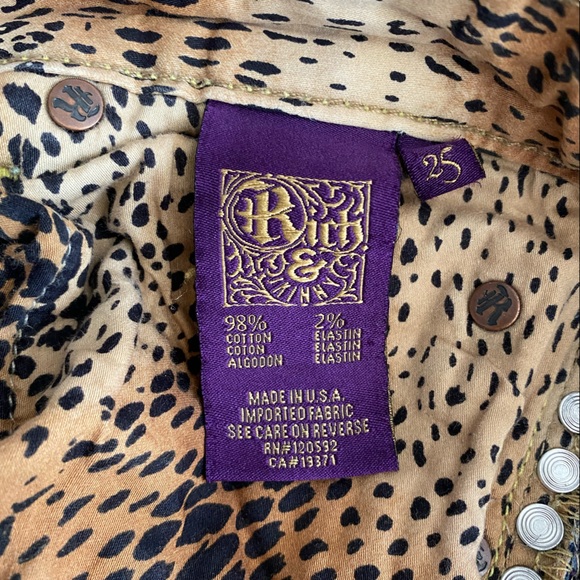 Rich
&
SKINNY
98% 2%
COTTON ELASTIN
COTON ELASTIN
ALGODON ELASTIN
MADE IN U.S.A.
IMPORTED FABRIC
SEE CARE ON REVERSE
RN#120592
CA#19371
25
R